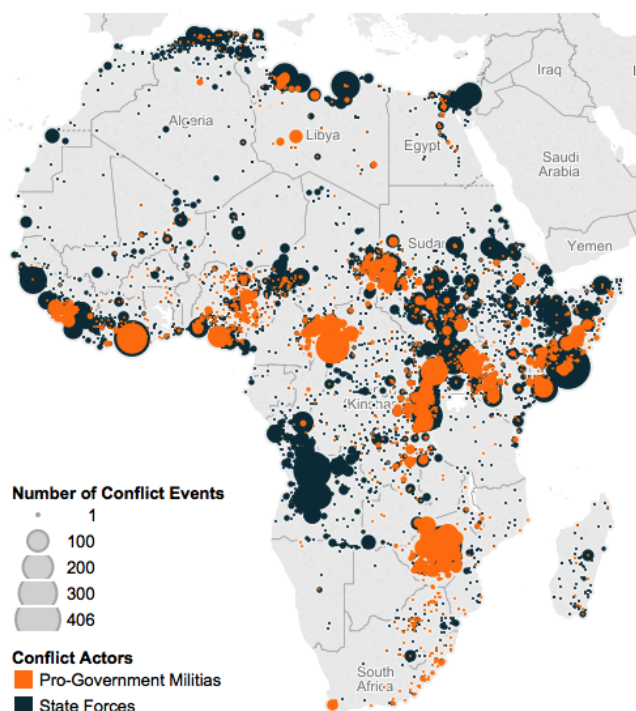 Iraq
Algeria
Libya
Egypt
Saudi
Arabia
Sudan
Yemen
Kinsha
Number of Conflict Events
1
100
200
300
406
Conflict Actors
Pro-Government Militias
State Forces
South
Africa